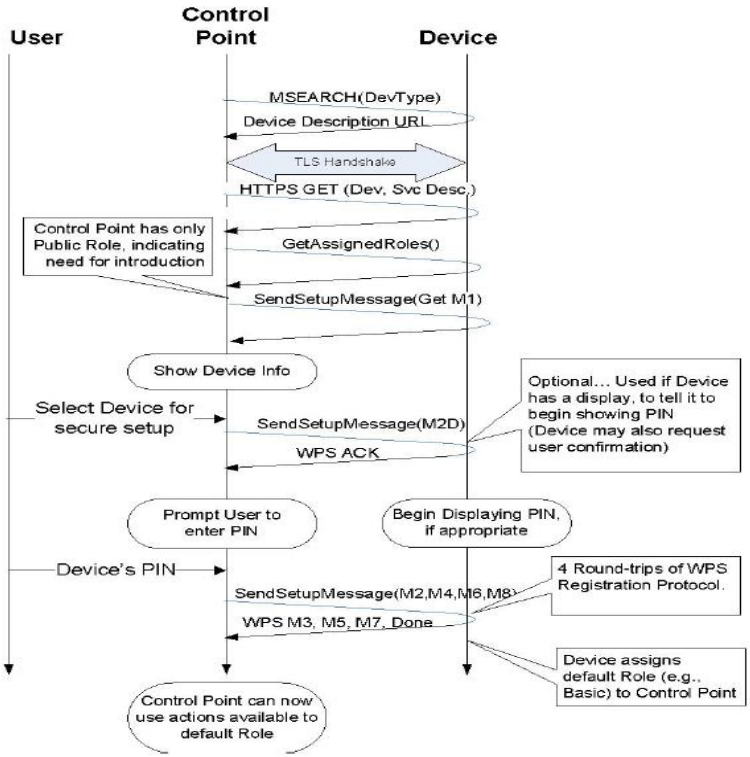 User
Control
Point
Device
MSEARCH(DevType)
Device Description URL
TLS Handshake
HTTPS GET (Dev, Svc Desc.)
Control Point has only
Public Role, indicating
need for introduction
GetAssignedRoles()
SendSetupMessage(Get M1)
Show Device Info
Select Device for
secure setup
SendSetupMessage(M2D)
WPS ACK
Optional… Used if Device
has a display, to tell it to
begin showing PIN
(Device may also request
user confirmation)
Prompt User to
enter PIN
Begin Displaying PIN,
if appropriate
Device's PIN
SendSetupMessage(M2,M4,M6,M8)
WPS M3, M5, M7, Done
4 Round-trips of WPS
Registration Protocol.
Device assigns
default Role (e.g.,
Basic) to Control Point
Control Point can now
use actions available to
default Role